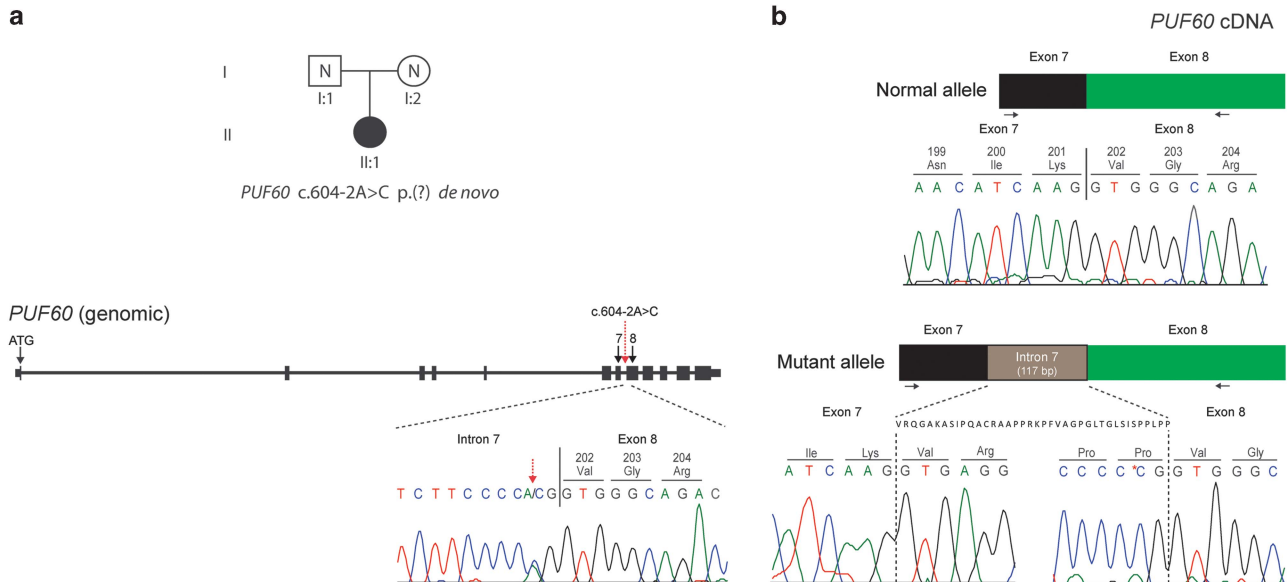 a
I
N
N
I:1
I:2
II
II:1
PUF60 c.604-2A>C p.(?) de novo
PUF60 (genomic)
ATG
c.604-2A>C
7
8
Intron 7
Exon 8
202
203
204
Val
Gly
Arg
T C T T C C C C A/C G G T G G G C A G A C
b
PUF60 cDNA
Exon 7
Exon 8
Normal allele
Exon 7
Exon 8
199
200
201
202
203
204
Asn
Ile
Lys
Val
Gly
Arg
A A C A T C A A G G T G G G C A G A
Exon 7
Exon 8
Mutant allele
Intron 7
(117 bp)
Exon 7
Exon 8
VRQGAKASIPQACRAAPPRKPFVAGPGLTGLSISPPLPP
Ile
Lys
Val
Arg
Pro
Pro
Val
Gly
A T C A A G G T G A G G
C C C C * C G G T G G G C